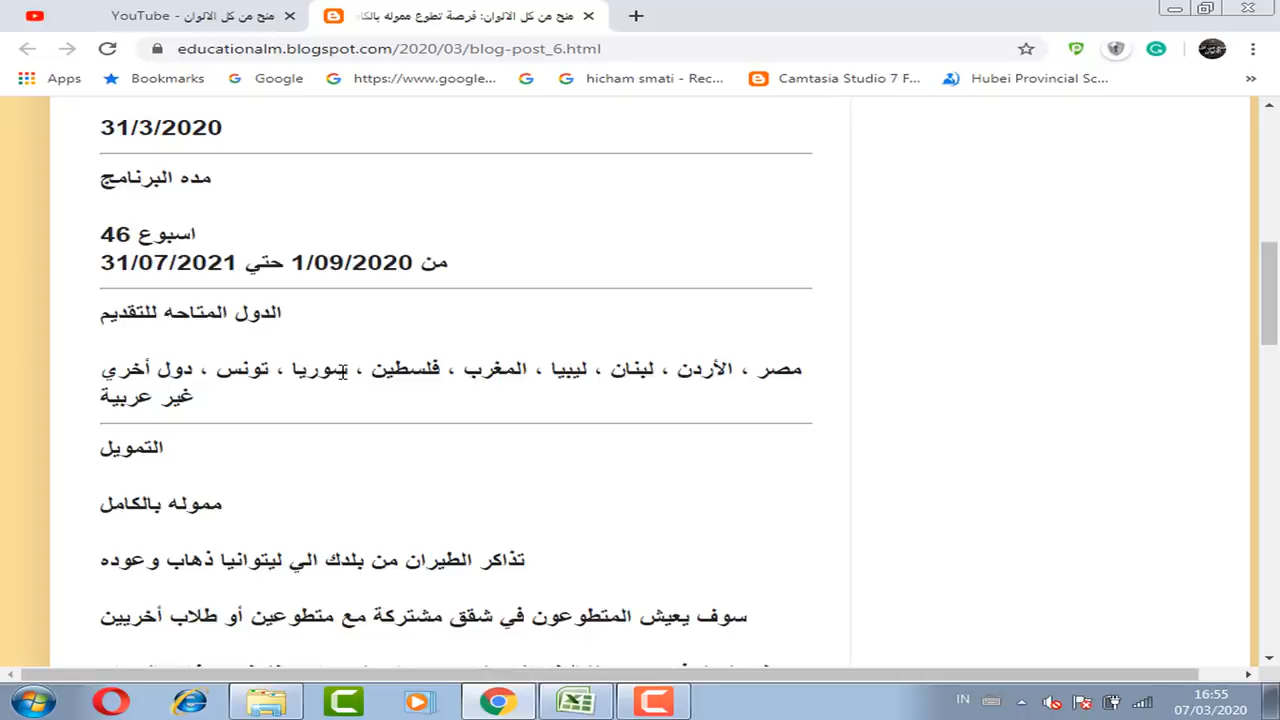 منح من كل الالوان - YouTube
منح من كل الالوان: فرصة تطوع مموله بالكا
educationalm.blogspot.com/2020/03/blog-post_6.html
Apps
Bookmarks
Google
https://www.google...
hicham smati - Rec...
Camtasia Studio 7 F...
Hubei Provincial Sc...
31/3/2020
مده البرنامج
46 اسبوع
من 1/09/2020 حتي 31/07/2021
الدول المتاحه للتقديم
مصر ، الأردن ، لبنان ، ليبيا ، المغرب ، فلسطين ، سوريا ، تونس ، دول أخري
غير عربية
التمويل
مموله بالكامل
تذاكر الطيران من بلدك الي ليتوانيا ذهاب وعوده
سوف يعيش المتطوعون في شقق مشتركة مع متطوعين أو طلاب أخريين
IN
16:55
07/03/2020